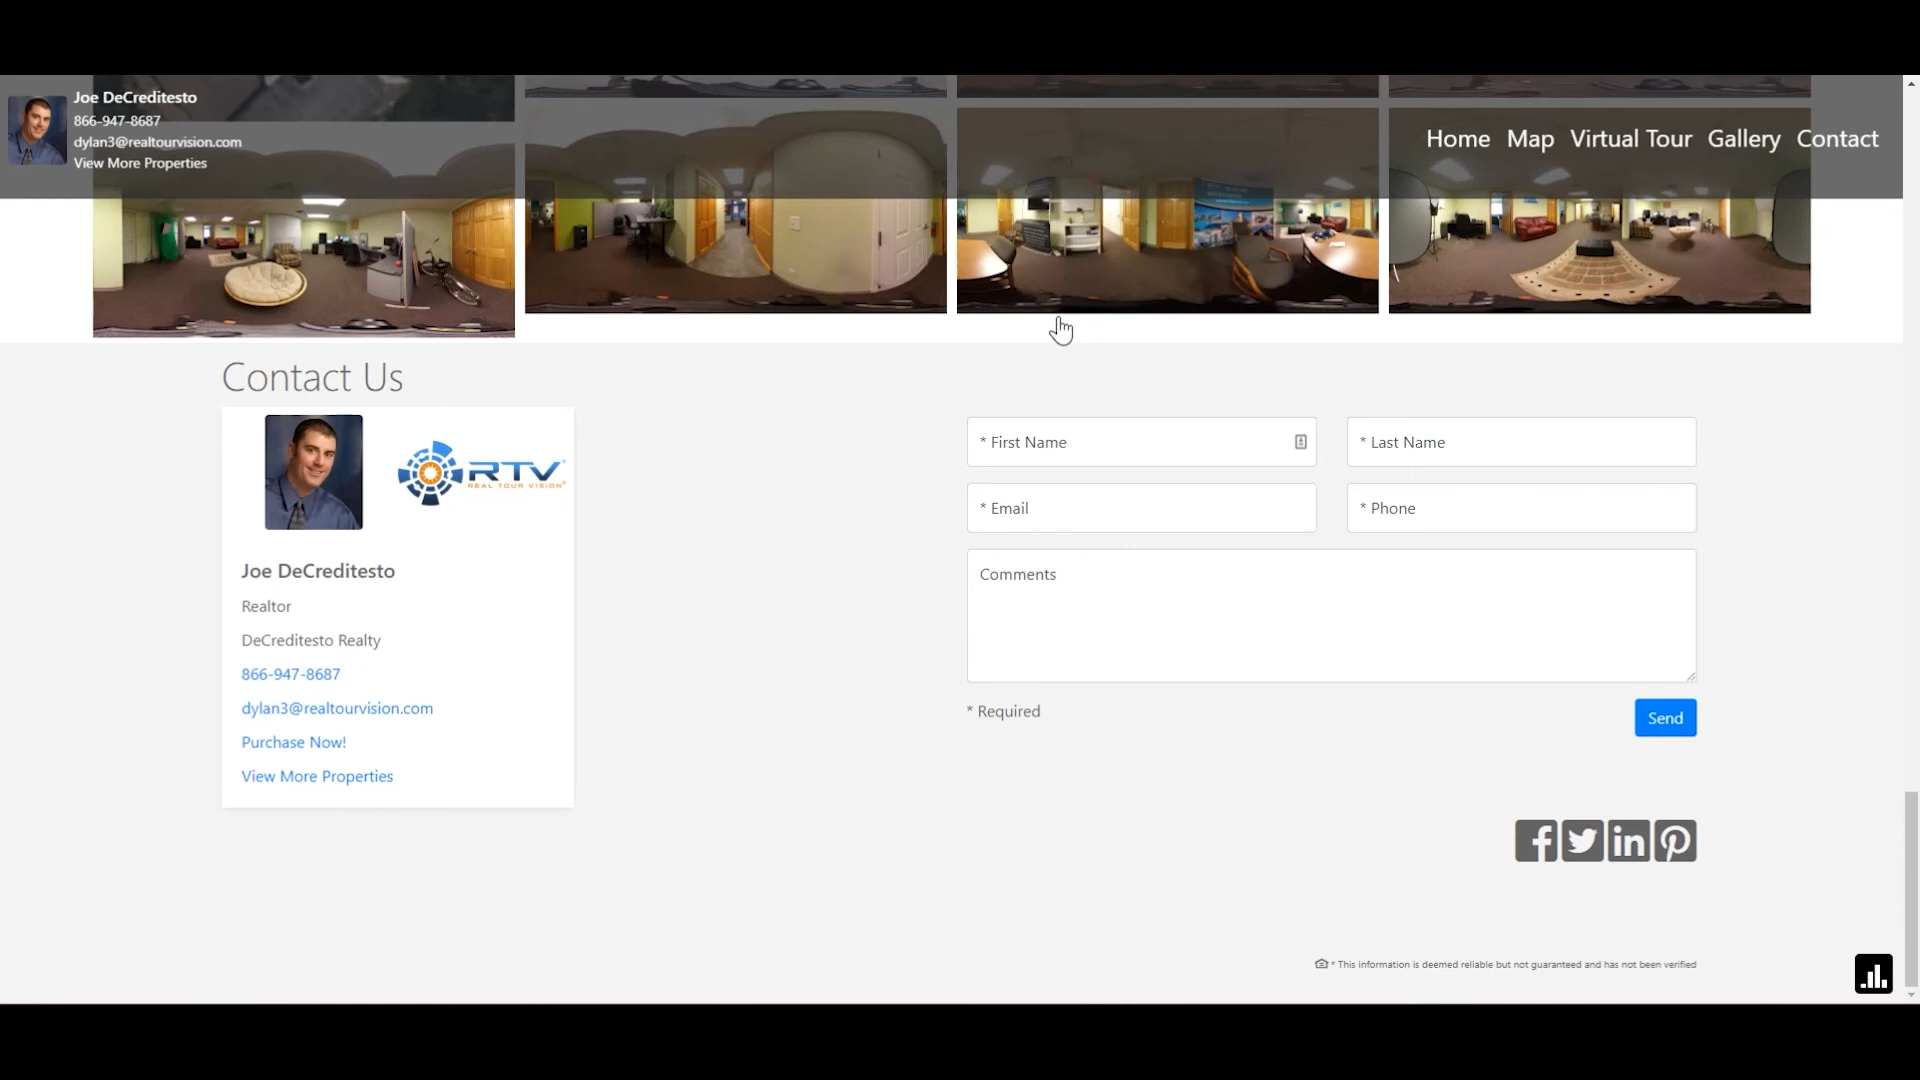 Joe DeCreditesto
866-947-8687
dylan3@realtourvision.com
View More Properties
Home Map Virtual Tour Gallery Contact
Contact Us
RTV
REAL TOUR VISION
Joe DeCreditesto
Realtor
DeCreditesto Realty
866-947-8687
dylan3@realtourvision.com
Purchase Now!
View More Properties
* First Name
* Last Name
* Email
* Phone
Comments
* Required
Send
* This information is deemed reliable but not guaranteed and has not been verified